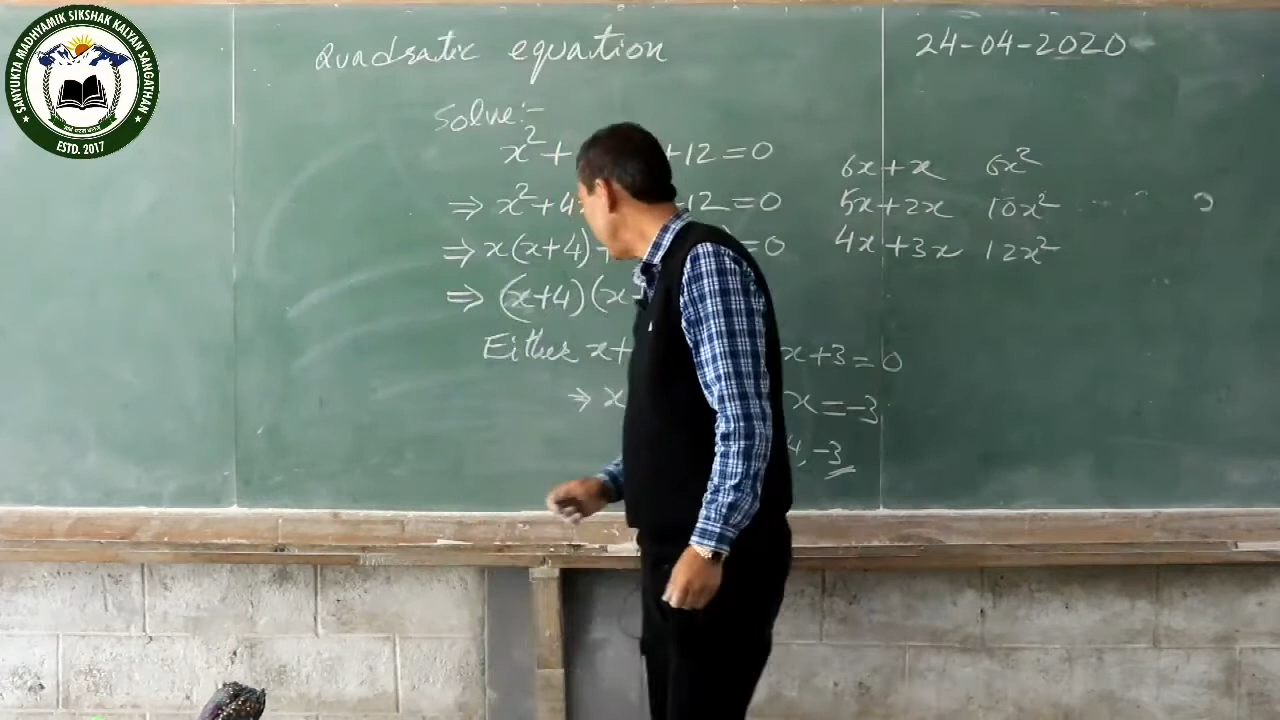 SANYUKTA MADHYAMIK SIKSHAK KALYAN SANGATHAN
ESTD. 2017
Quadratic equation
24-04-2020
Solve:-
x²+ +12=0
⇒ x²+4 12=0
⇒ x(x+4) =0
⇒ (x+4)(x
Either x+ x+3=0
⇒ x x=-3
4, -3
6x+x 6x²
5x+2x 10x²
4x+3x 12x²